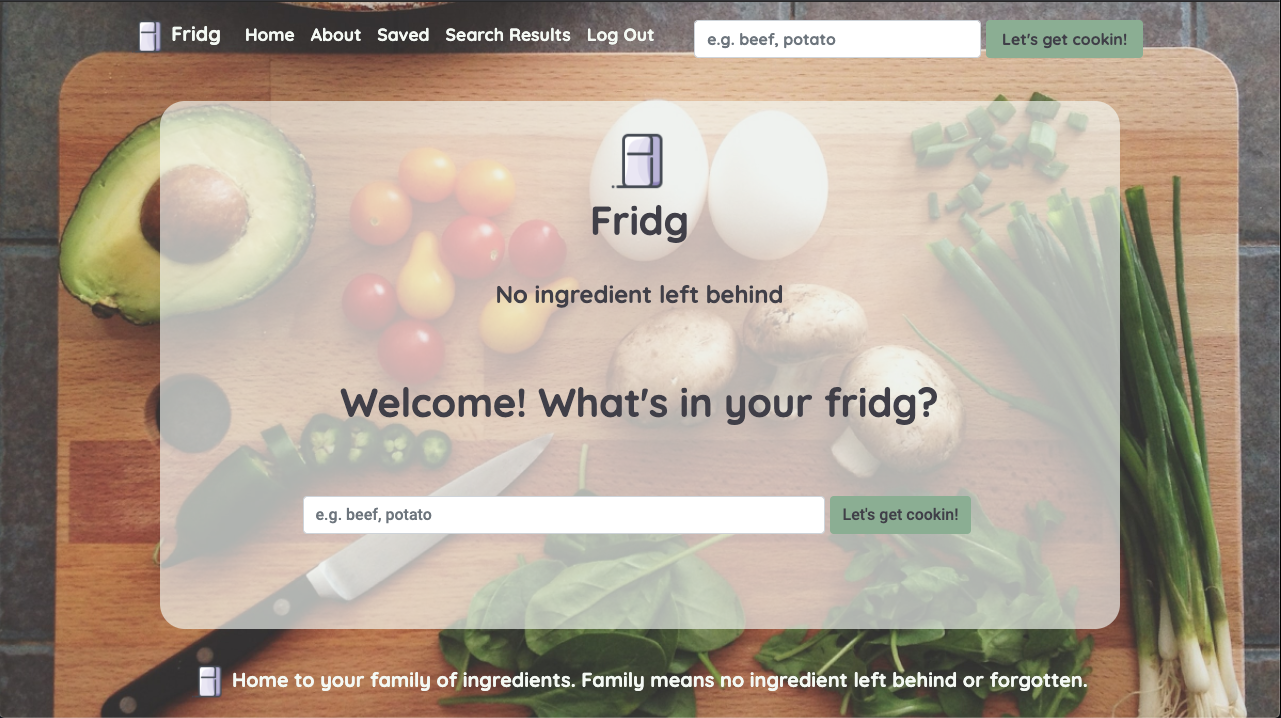 Fridg Home About Saved Search Results Log Out e.g. beef, potato Let's get cookin!
Fridg
No ingredient left behind
Welcome! What's in your fridg?
e.g. beef, potato Let's get cookin!
Home to your family of ingredients. Family means no ingredient left behind or forgotten.